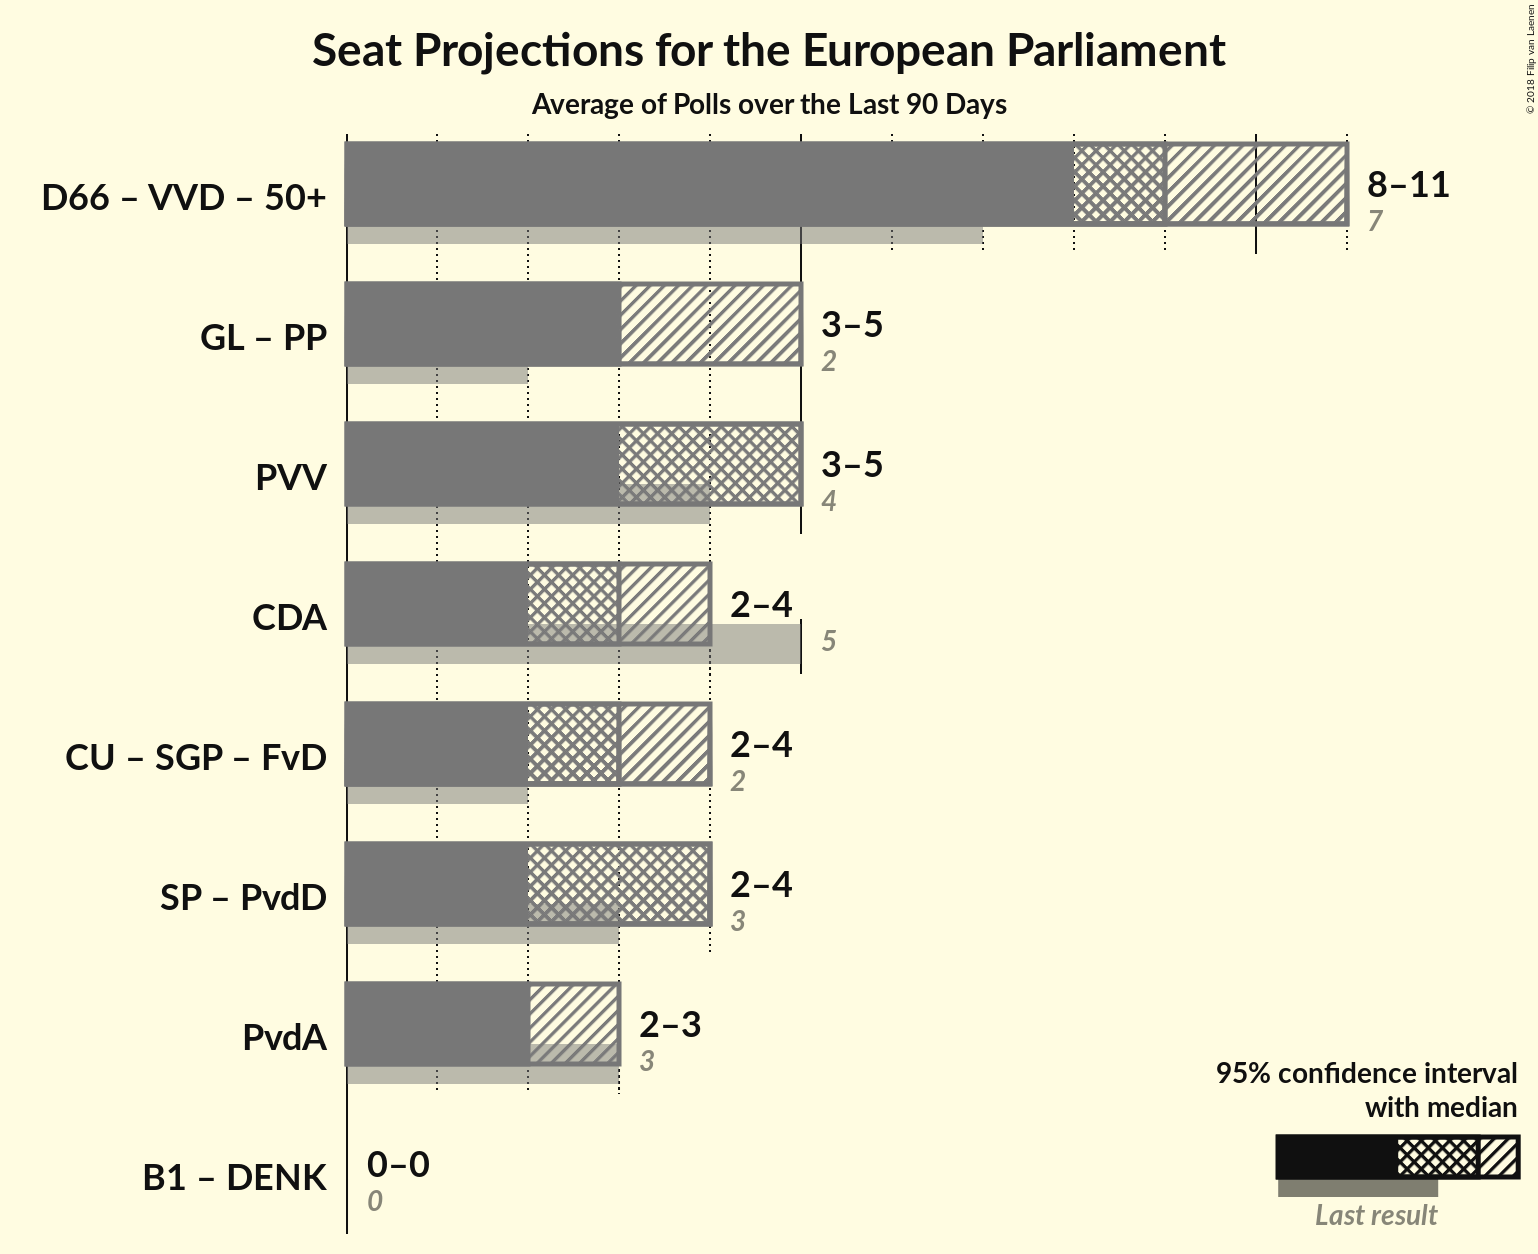 Seat Projections for the European Parliament
Average of Polls over the Last 90 Days
© 2018 Filip van Laenen
D66 – VVD – 50+
8–11
7
GL – PP
3–5
2
PVV
3–5
4
CDA
2–4
5
CU – SGP – FvD
2–4
2
SP – PvdD
2–4
3
PvdA
2–3
3
B1 – DENK
0–0
0
95% confidence interval
with median
Last result